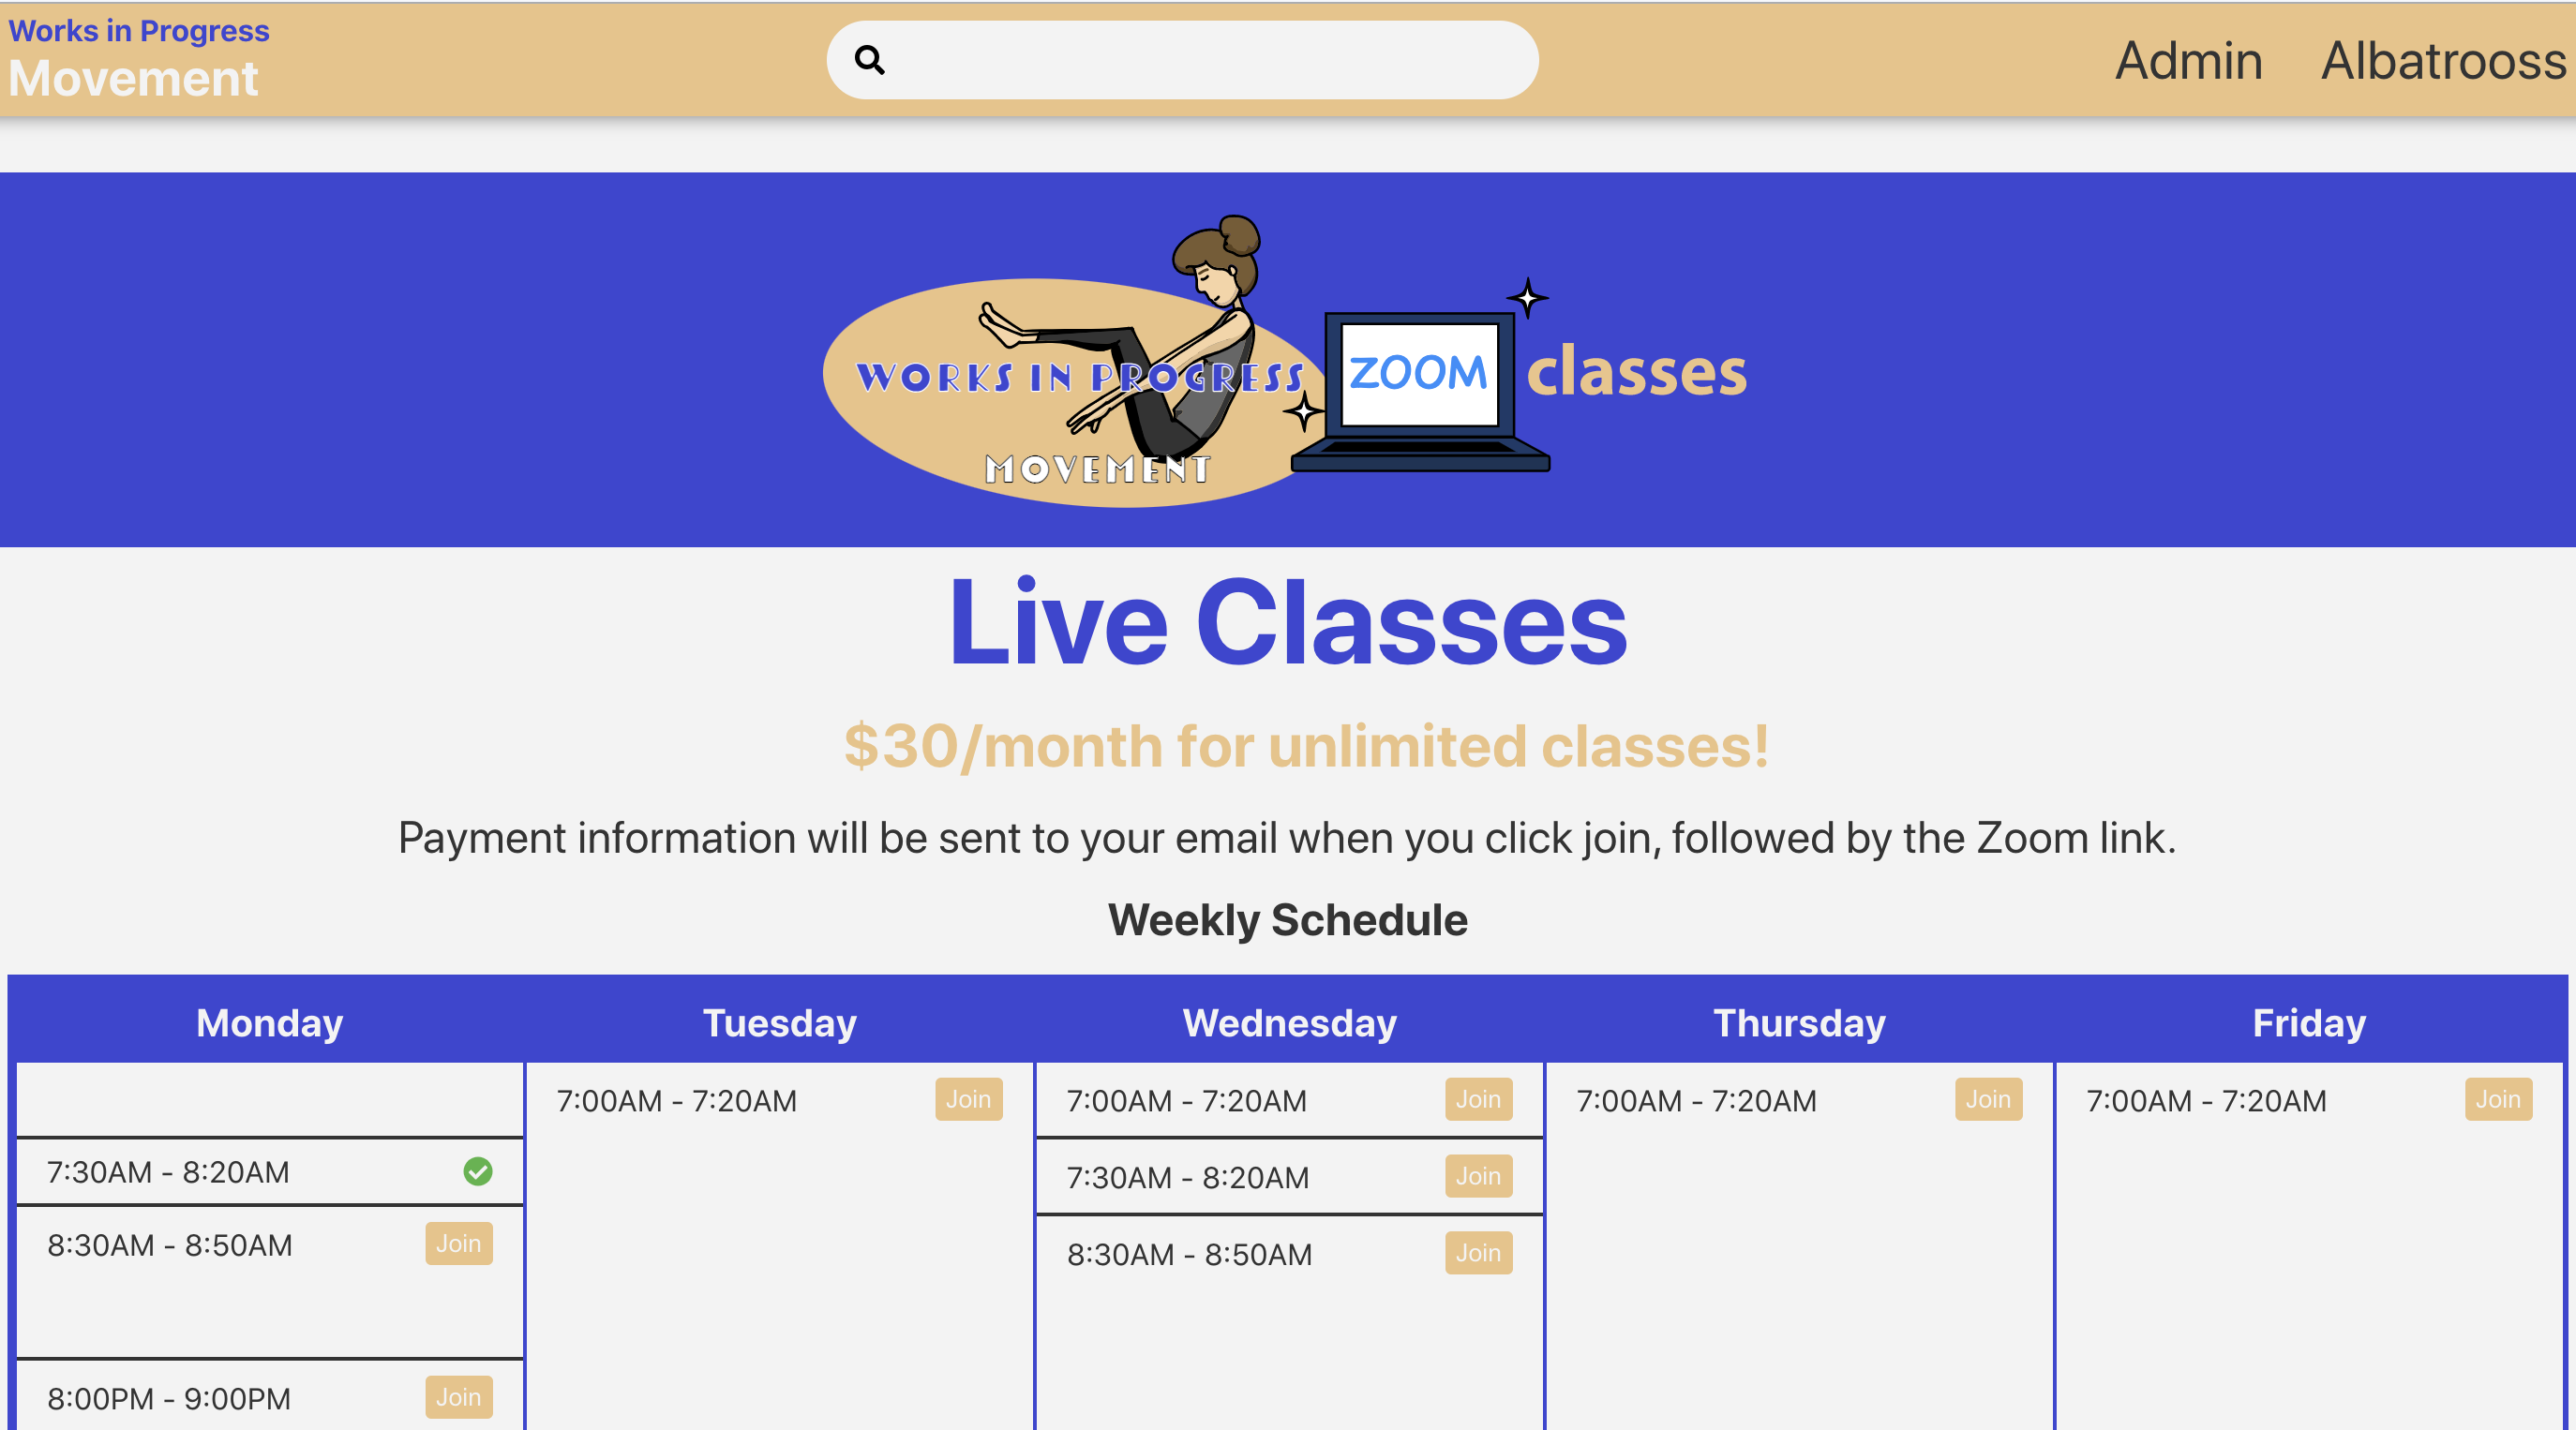 Works in Progress
Movement
Admin
Albatrooss
WORKS IN PROGRESS
MOVEMENT
ZOOM
classes
Live Classes
$30/month for unlimited classes!
Payment information will be sent to your email when you click join, followed by the Zoom link.
Weekly Schedule
Monday
7:30AM - 8:20AM
8:30AM - 8:50AM Join
8:00PM - 9:00PM Join
Tuesday
7:00AM - 7:20AM Join
Wednesday
7:00AM - 7:20AM Join
7:30AM - 8:20AM Join
8:30AM - 8:50AM Join
Thursday
7:00AM - 7:20AM Join
Friday
7:00AM - 7:20AM Join